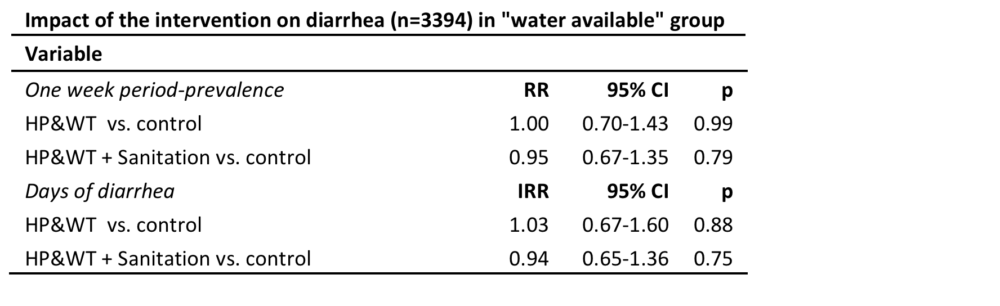 Impact of the intervention on diarrhea (n=3394) in "water available" group
Variable
One week period-prevalence RR 95% CI p
HP&WT vs. control 1.00 0.70-1.43 0.99
HP&WT + Sanitation vs. control 0.95 0.67-1.35 0.79
Days of diarrhea IRR 95% CI p
HP&WT vs. control 1.03 0.67-1.60 0.88
HP&WT + Sanitation vs. control 0.94 0.65-1.36 0.75